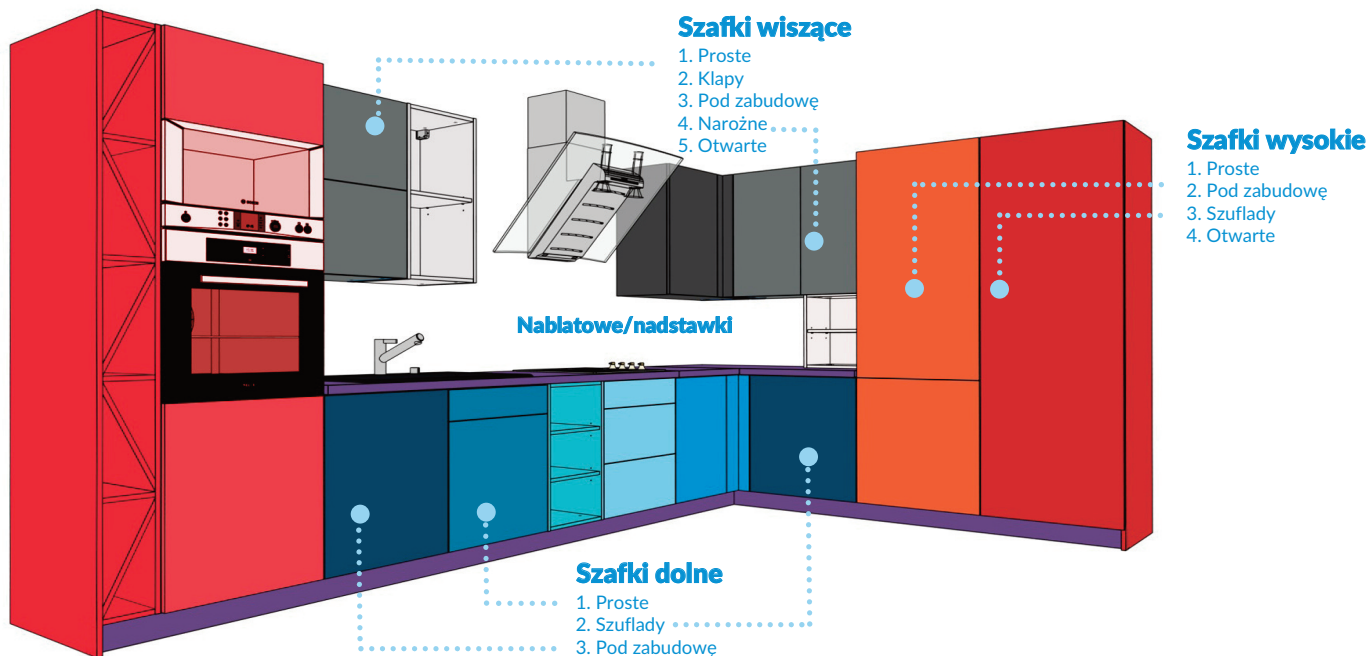 Szafki wiszące
1. Proste
2. Klapy
3. Pod zabudowę
4. Narożne
5. Otwarte
Szafki wysokie
1. Proste
2. Pod zabudowę
3. Szuflady
4. Otwarte
Nablatowe/nadstawki
Szafki dolne
1. Proste
2. Szuflady
3. Pod zabudowę